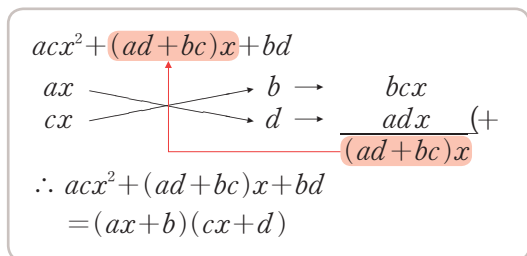 acx²+(ad+bc)x+bd
ax b → bcx
cx d → adx (+
(ad+bc)x
∴ acx²+(ad+bc)x+bd
=(ax+b)(cx+d)